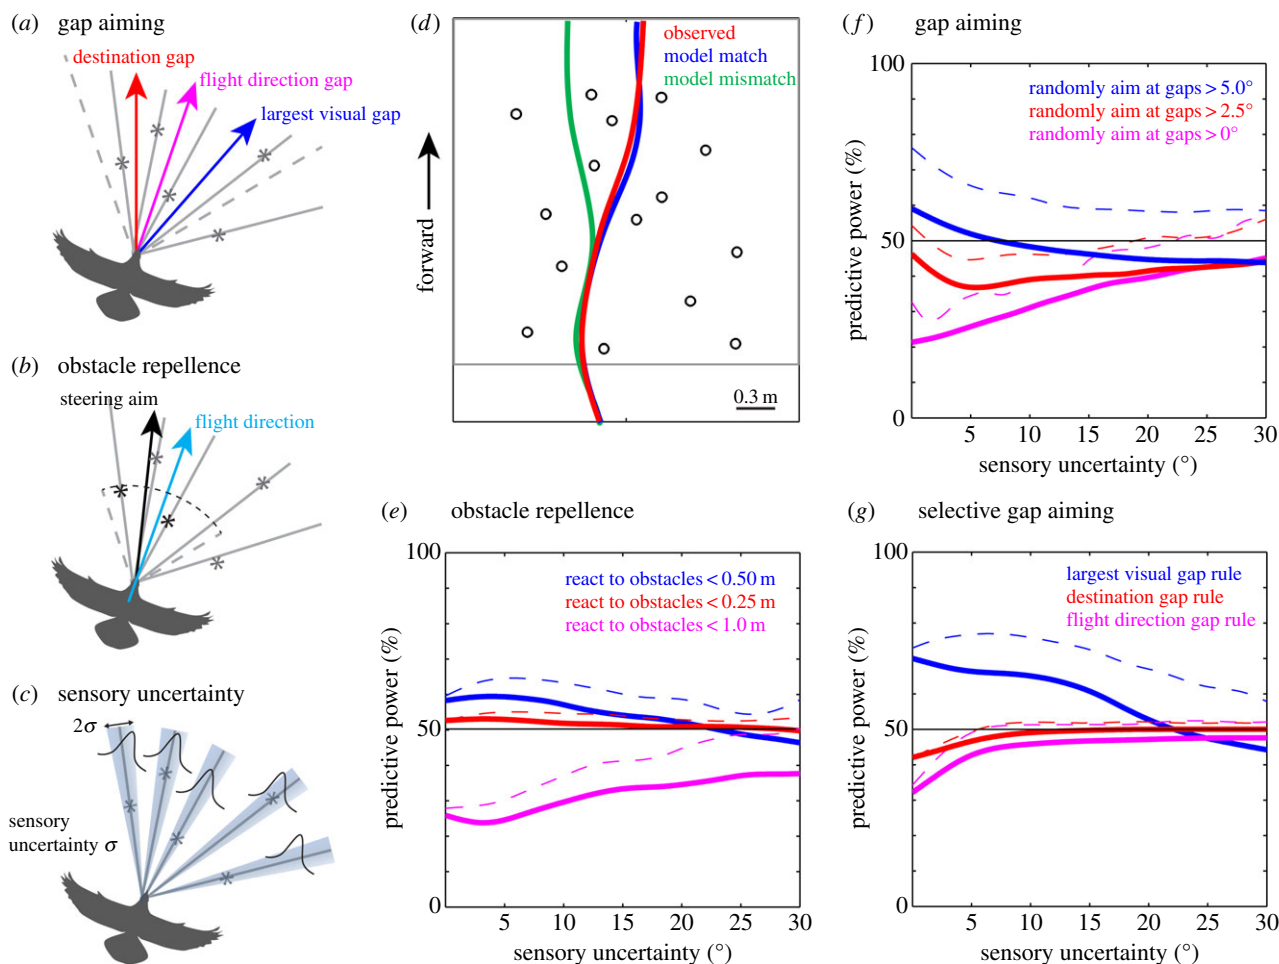 (a) gap aiming
destination gap
flight direction gap
largest visual gap
(b) obstacle repellence
steering aim
flight direction
(c) sensory uncertainty
2σ
sensory
uncertainty σ
(d)
observed
model match
model mismatch
forward
0.3 m
(e) obstacle repellence
react to obstacles < 0.50 m
react to obstacles < 0.25 m
react to obstacles < 1.0 m
predictive power (%)
100
50
0
5 10 15 20 25 30
sensory uncertainty (°)
(f) gap aiming
randomly aim at gaps > 5.0°
randomly aim at gaps > 2.5°
randomly aim at gaps > 0°
predictive power (%)
100
50
0
5 10 15 20 25 30
sensory uncertainty (°)
(g) selective gap aiming
largest visual gap rule
destination gap rule
flight direction gap rule
predictive power (%)
100
50
0
5 10 15 20 25 30
sensory uncertainty (°)